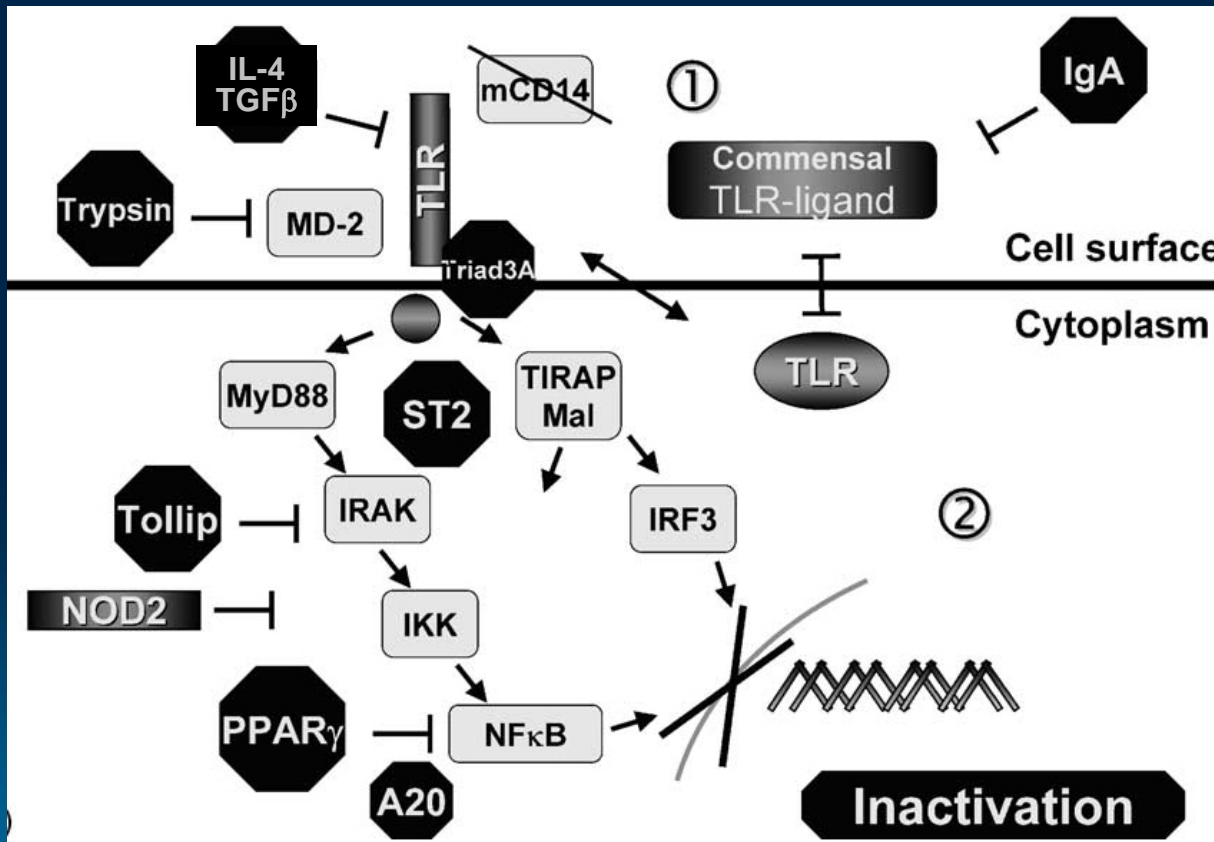 IL-4
TGFβ
mCD14
①
IgA
TLR
Commensal
TLR-ligand
Trypsin
MD-2
Triad3A
Cell surface
Cytoplasm
MyD88
ST2
TIRAP
Mal
TLR
Tollip
IRAK
IRF3
②
NOD2
IKK
PPARγ
NFκB
A20
Inactivation